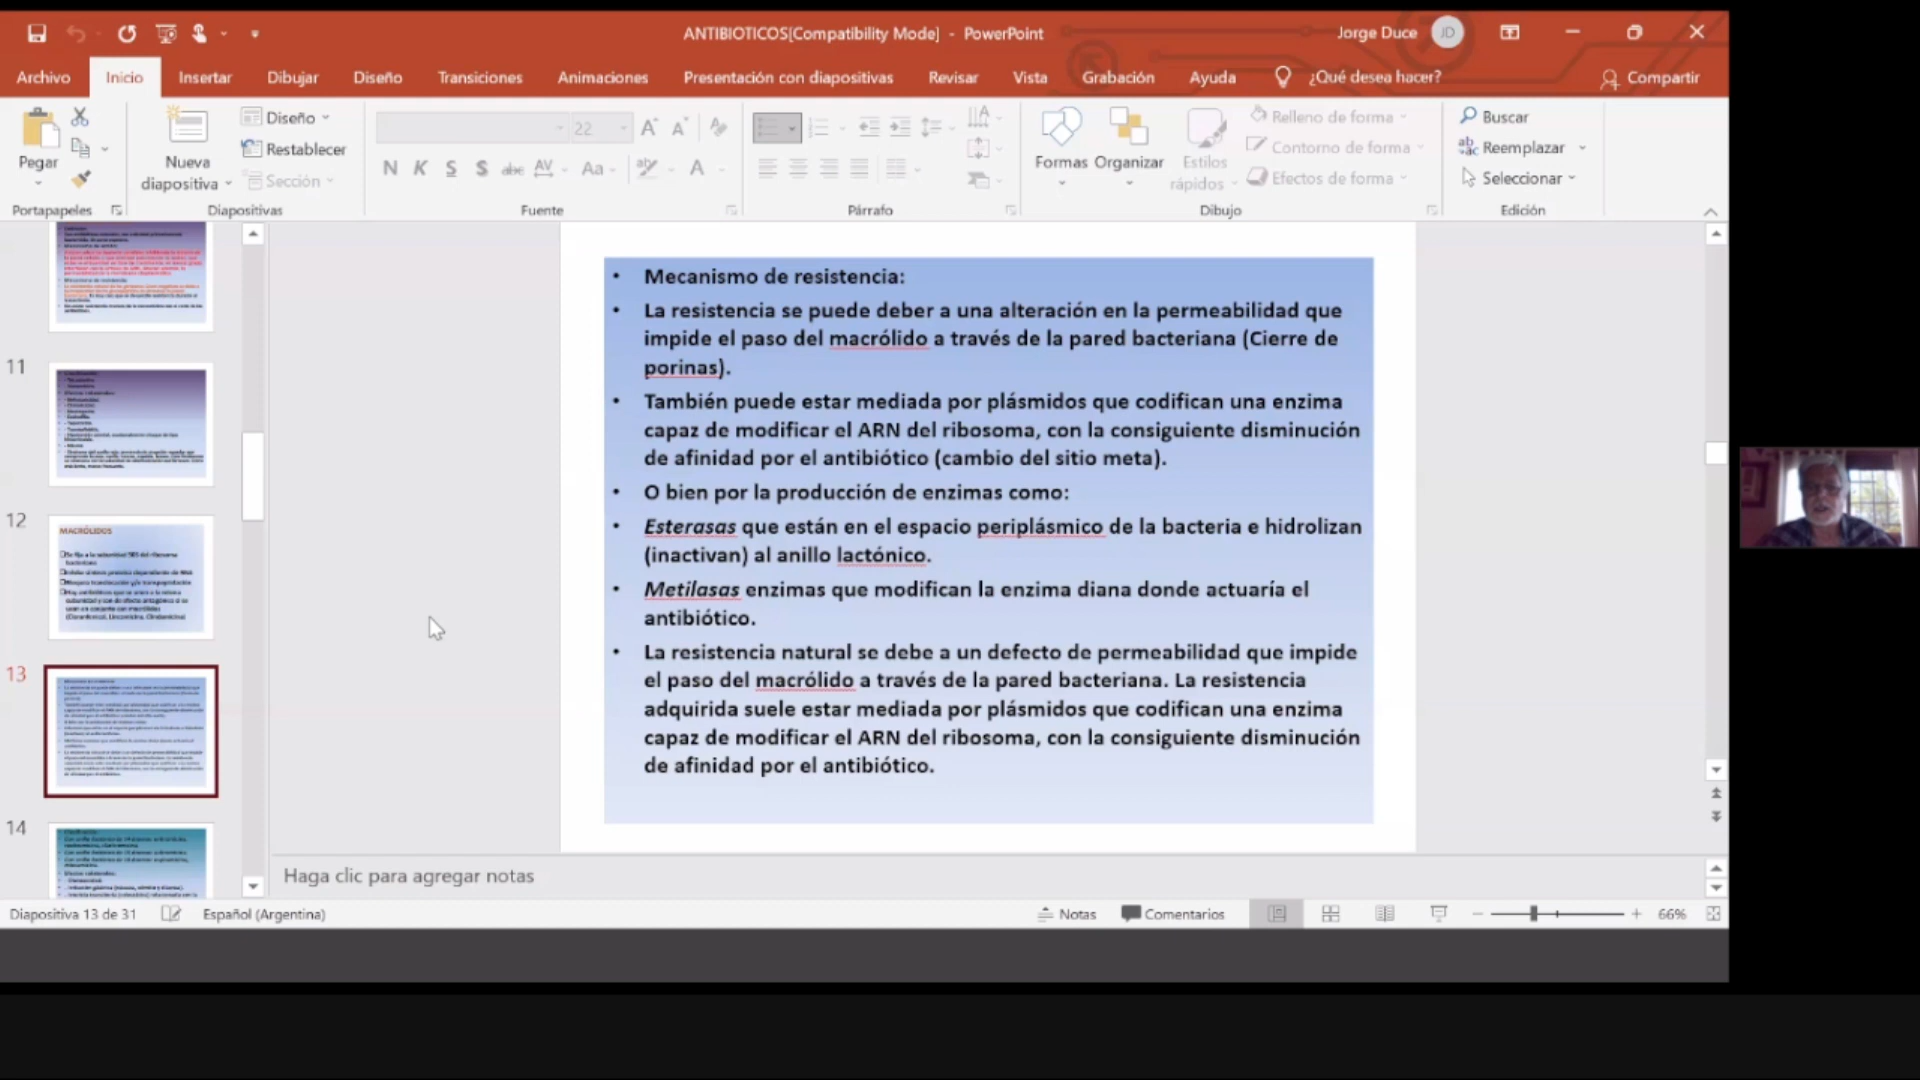 ANTIBIOTICOS[Compatibility Mode] - PowerPoint
Jorge Duce JD
Archivo Inicio Insertar Dibujar Diseño Transiciones Animaciones Presentación con diapositivas Revisar Vista Grabación Ayuda ¿Qué desea hacer? Compartir
Pegar
Nueva diapositiva
Diseño
Restablecer
Sección
22
N K S S abc AV Aa A
Formas Organizar
Estilos rápidos
Relleno de forma
Contorno de forma
Efectos de forma
Buscar
Reemplazar
Seleccionar
Portapapeles Diapositivas Fuente Párrafo Dibujo Edición
11
12
MACRÓLIDOS
13
14
• Mecanismo de resistencia:
• La resistencia se puede deber a una alteración en la permeabilidad que
impide el paso del macrólido a través de la pared bacteriana (Cierre de
porinas).
• También puede estar mediada por plásmidos que codifican una enzima
capaz de modificar el ARN del ribosoma, con la consiguiente disminución
de afinidad por el antibiótico (cambio del sitio meta).
• O bien por la producción de enzimas como:
• Esterasas que están en el espacio periplásmico de la bacteria e hidrolizan
(inactivan) al anillo lactónico.
• Metilasas enzimas que modifican la enzima diana donde actuaría el
antibiótico.
• La resistencia natural se debe a un defecto de permeabilidad que impide
el paso del macrólido a través de la pared bacteriana. La resistencia
adquirida suele estar mediada por plásmidos que codifican una enzima
capaz de modificar el ARN del ribosoma, con la consiguiente disminución
de afinidad por el antibiótico.
Haga clic para agregar notas
Diapositiva 13 de 31 Español (Argentina) Notas Comentarios 66%